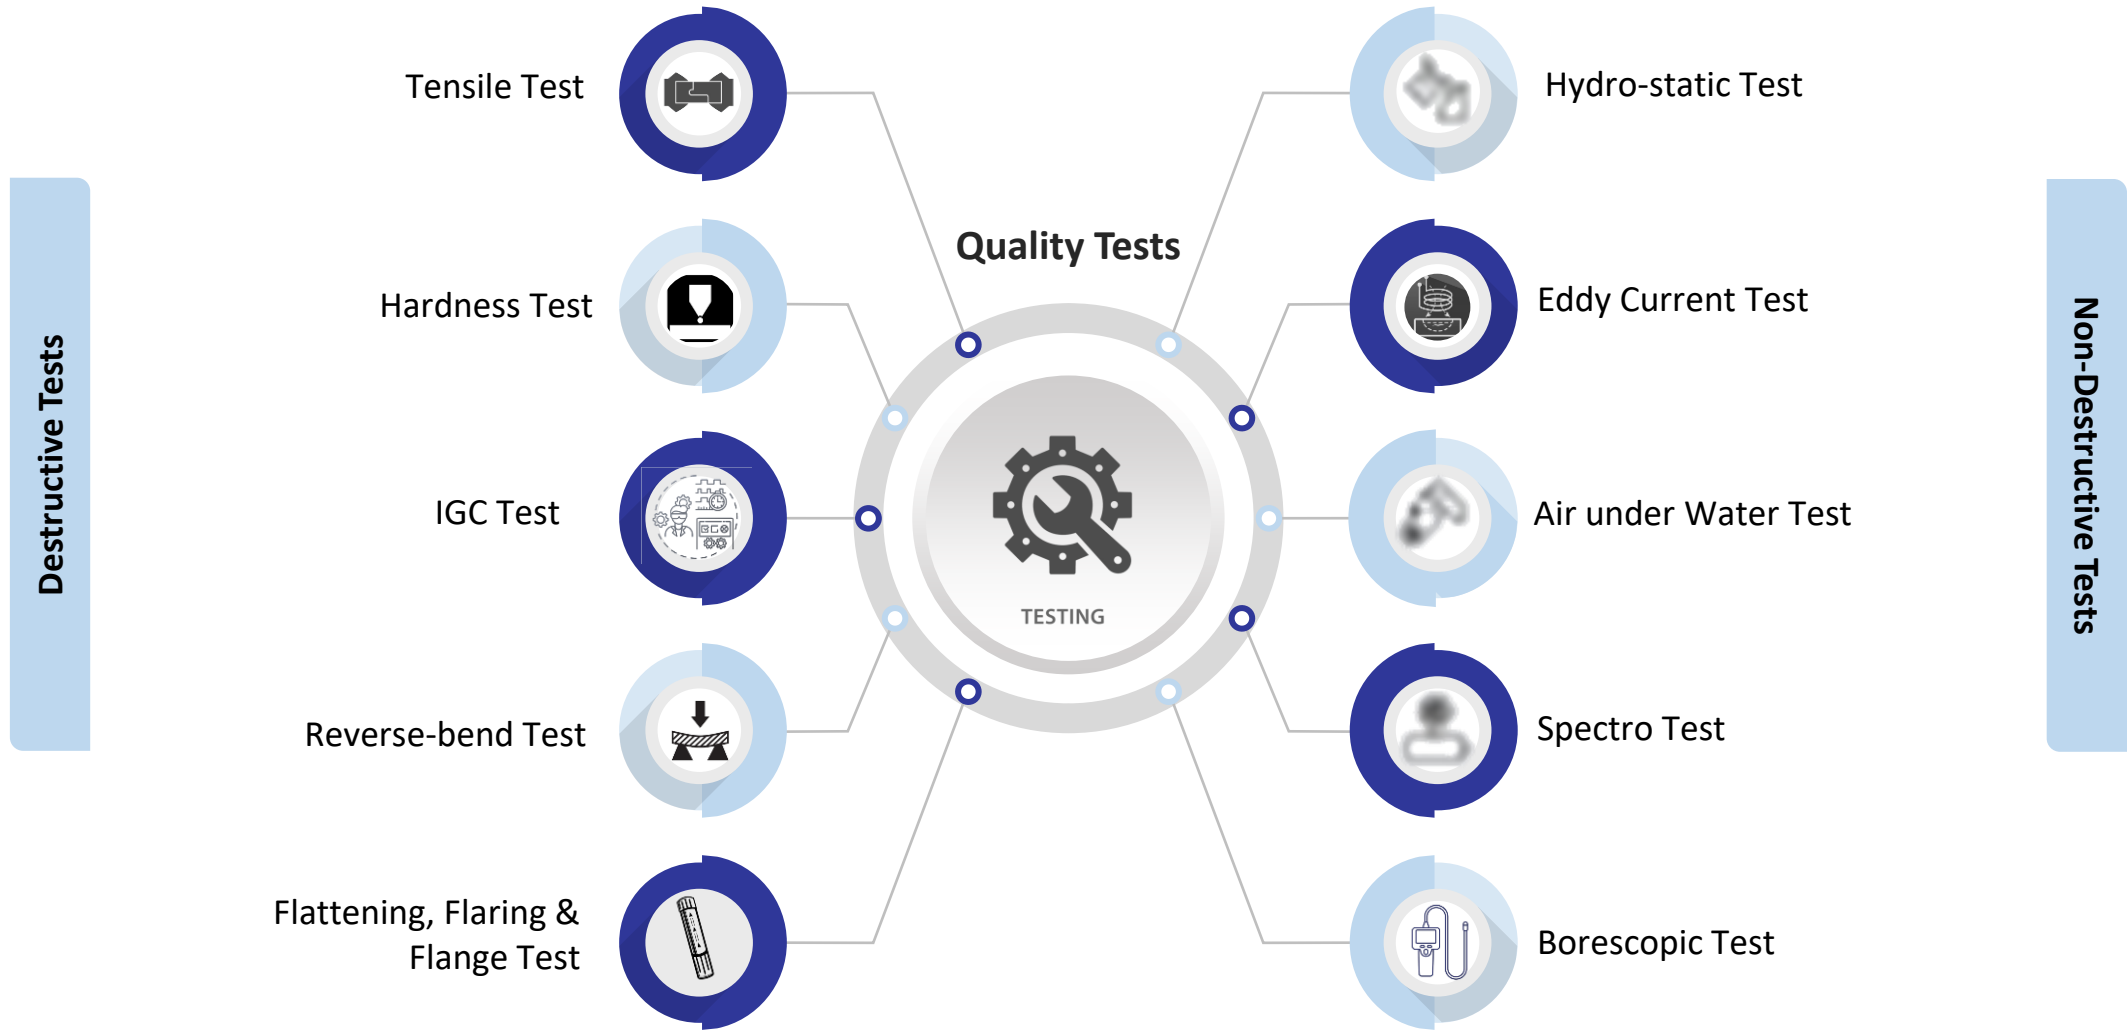 Destructive Tests
Tensile Test
Hardness Test
IGC Test
Reverse-bend Test
Flattening, Flaring &
Flange Test
Quality Tests
TESTING
Hydro-static Test
Eddy Current Test
Air under Water Test
Spectro Test
Borescopic Test
Non-Destructive Tests